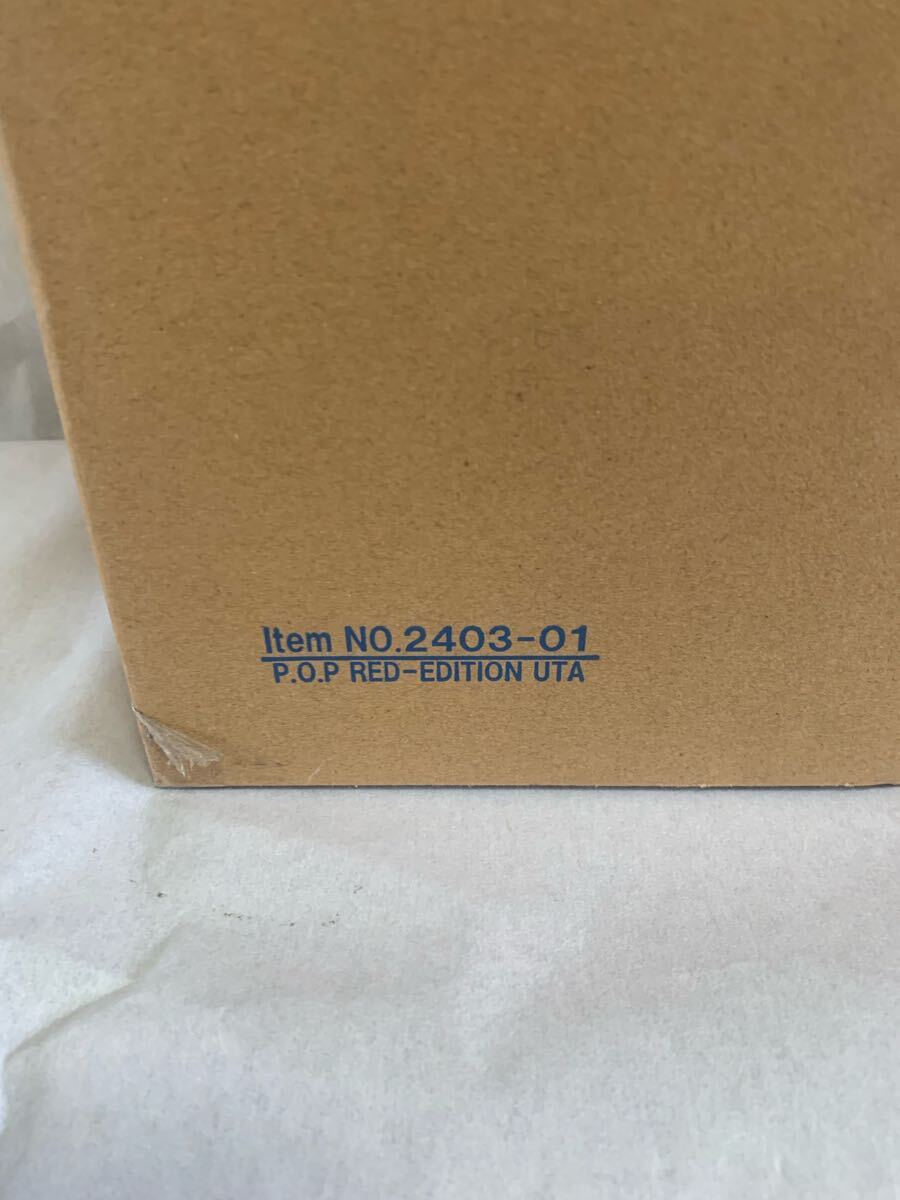 Item NO.2403-01
P.O.P RED-EDITION UTA